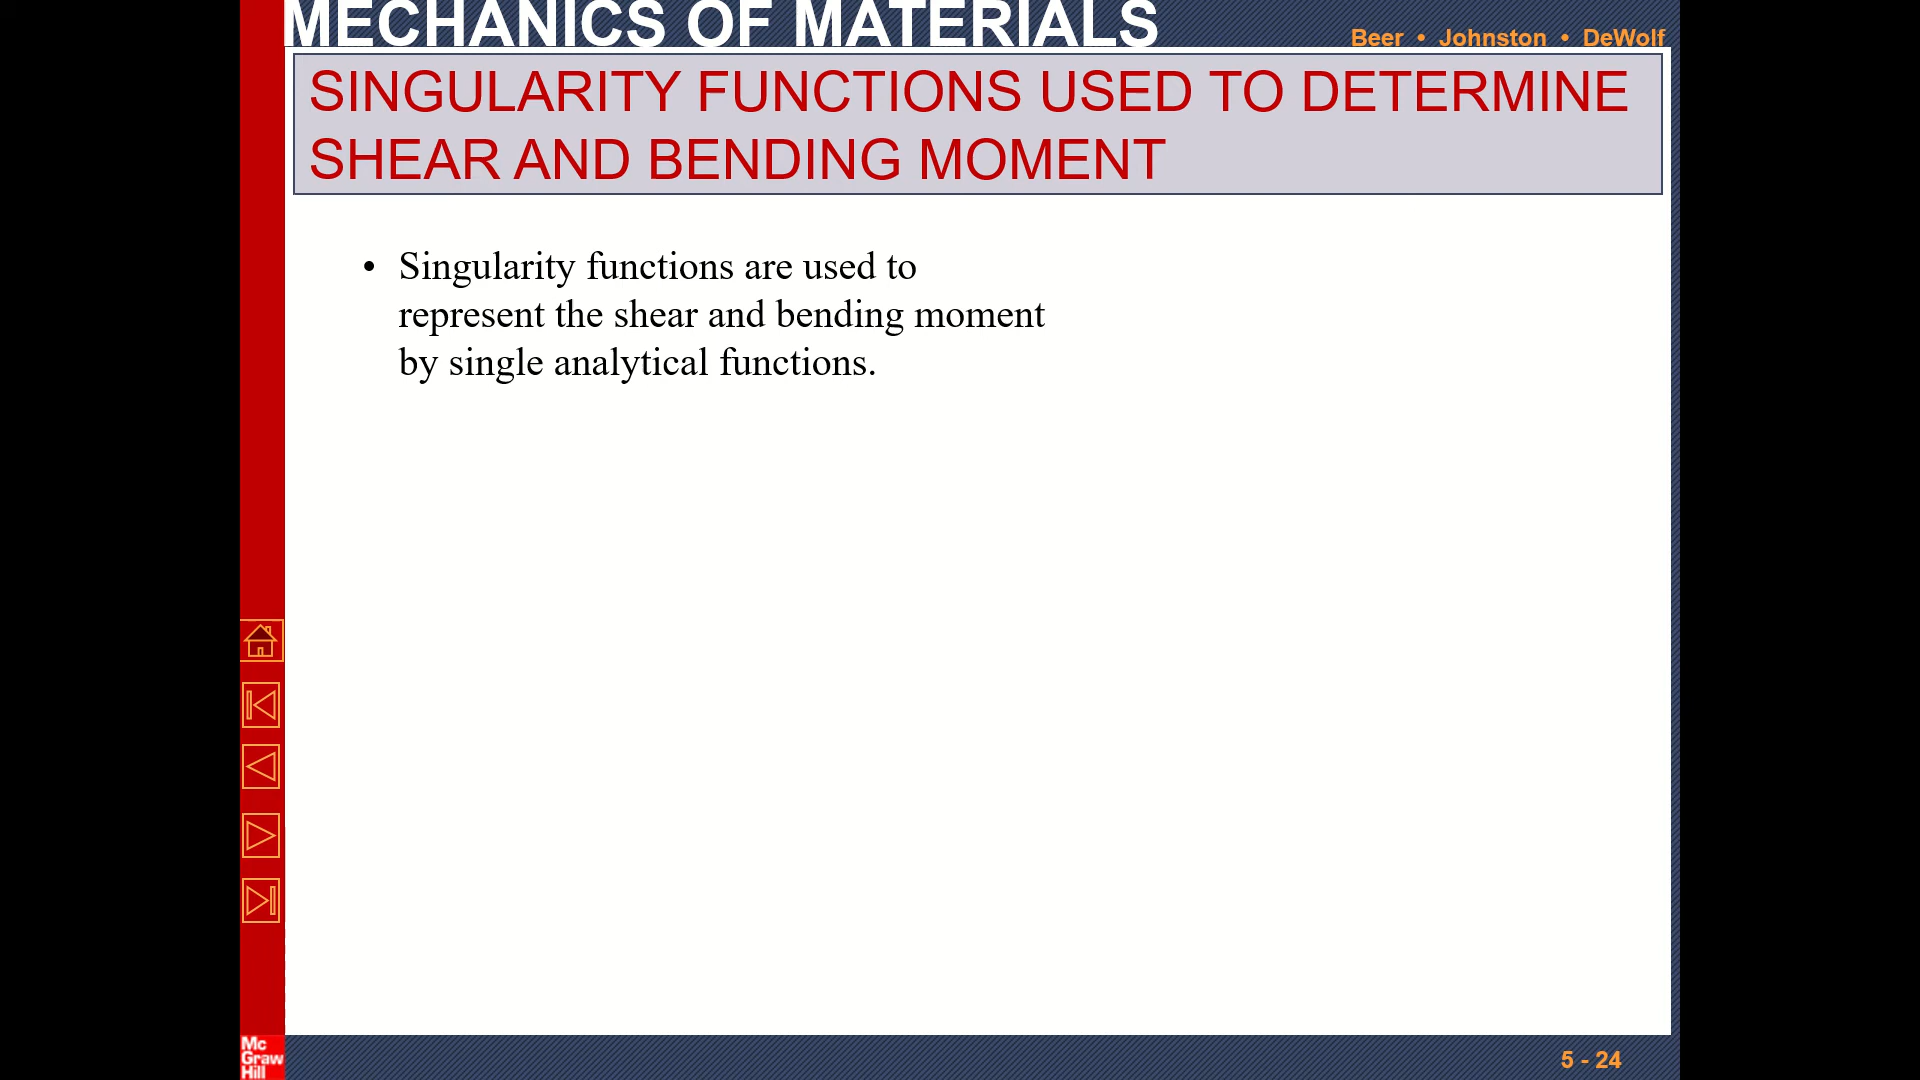 MECHANICS OF MATERIALS
Beer • Johnston • DeWolf
SINGULARITY FUNCTIONS USED TO DETERMINE
SHEAR AND BENDING MOMENT
• Singularity functions are used to
represent the shear and bending moment
by single analytical functions.
Mc
Graw
Hill
5 - 24